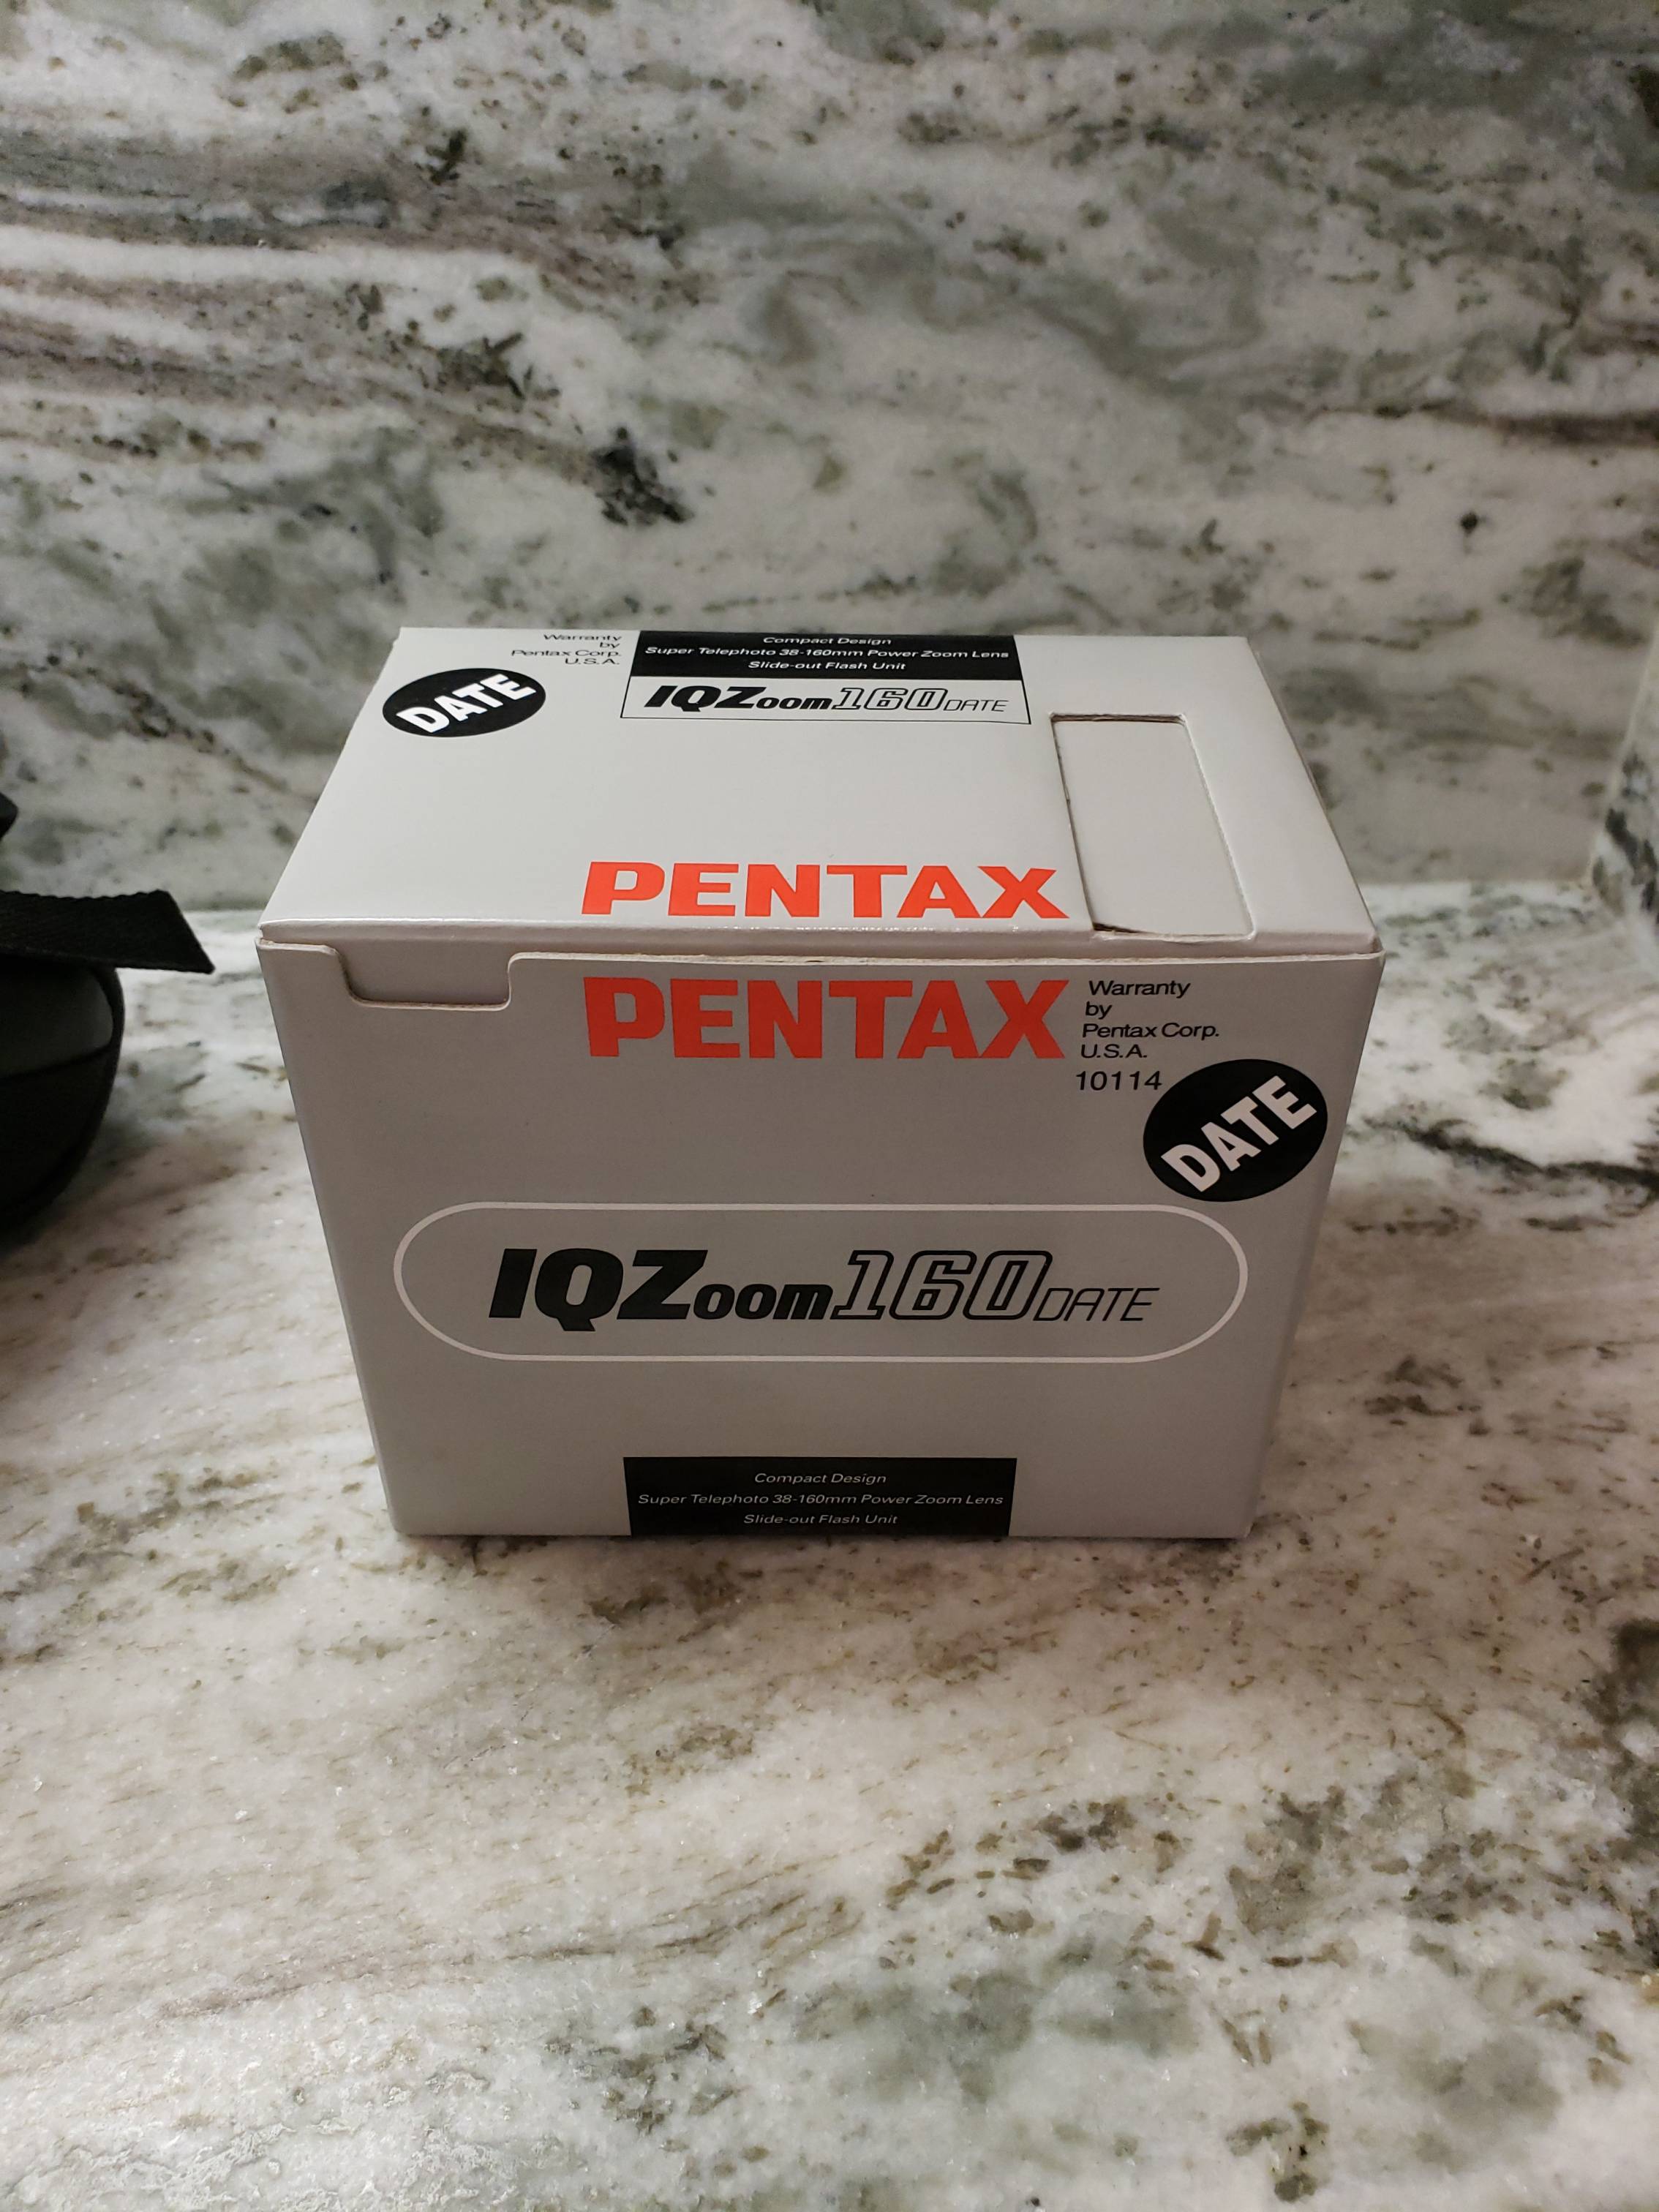 Warranty
by
Pentax Corp.
U.S.A.
DATE
Compact Design
Super Telephoto 38-160mm Power Zoom Lens
Slide-out Flash Unit
IQZoom160DATE
PENTAX
PENTAX
Warranty
by
Pentax Corp.
U.S.A.
10114
DATE
IQZoom160DATE
Compact Design
Super Telephoto 38-160mm Power Zoom Lens
Slide-out Flash Unit